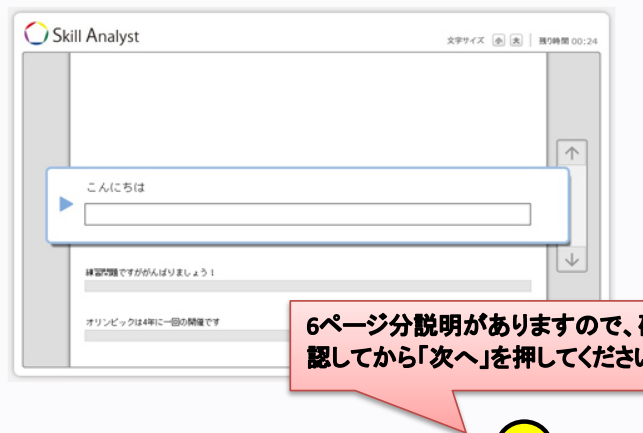 Skill Analyst
文字サイズ 小 大 | 残り時間 00:24
こんにちは
練習問題ですががんばりましょう！
オリンピックは4年に一回の開催です
6ページ分説明がありますので、確
認してから「次へ」を押してください